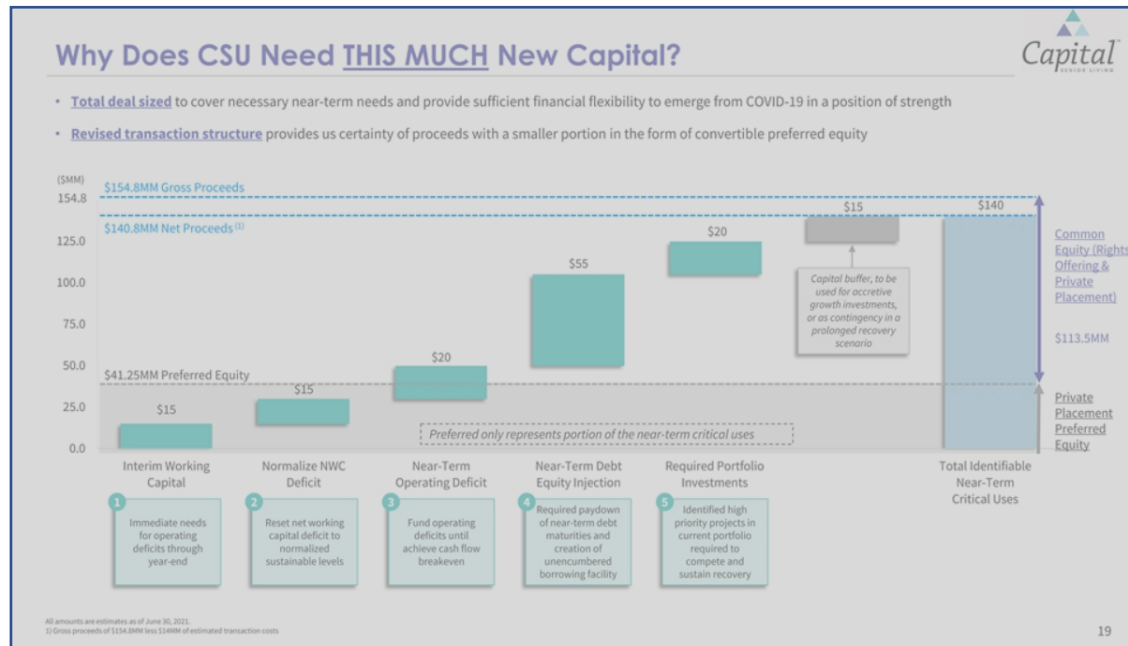 Why Does CSU Need THIS MUCH New Capital?
Capital
SENIOR LIVING
• Total deal sized to cover necessary near-term needs and provide sufficient financial flexibility to emerge from COVID-19 in a position of strength
• Revised transaction structure provides us certainty of proceeds with a smaller portion in the form of convertible preferred equity
($MM)
154.8
125.0
100.0
75.0
50.0
25.0
0.0
$154.8MM Gross Proceeds
$140.8MM Net Proceeds (1)
$41.25MM Preferred Equity
$15
$15
$20
$55
$20
$15
$140
Capital buffer, to be
used for accretive
growth investments,
or as contingency in a
prolonged recovery
scenario
Preferred only represents portion of the near-term critical uses
Common
Equity (Rights
Offering &
Private
Placement)
$113.5MM
Private
Placement
Preferred
Equity
Interim Working
Capital
Normalize NWC
Deficit
Near-Term
Operating Deficit
Near-Term Debt
Equity Injection
Required Portfolio
Investments
Total Identifiable
Near-Term
Critical Uses
1
Immediate needs
for operating
deficits through
year-end
2
Reset net working
capital deficit to
normalized
sustainable levels
3
Fund operating
deficits until
achieve cash flow
breakeven
4
Required paydown
of near-term debt
maturities and
creation of
unencumbered
borrowing facility
5
Identified high
priority projects in
current portfolio
required to
compete and
sustain recovery
All amounts are estimates as of June 30, 2021.
1) Gross proceeds of $154.8MM less $14MM of estimated transaction costs
19